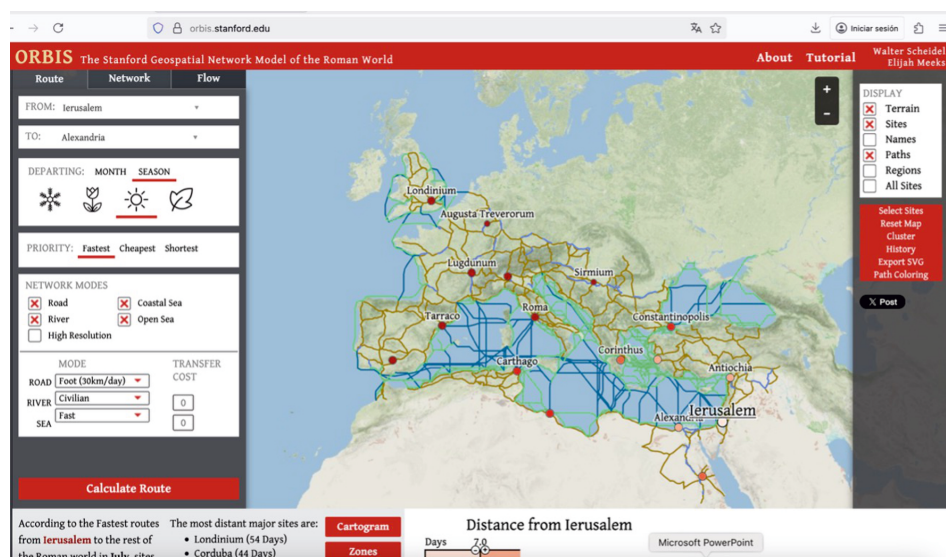 orbis.stanford.edu
Iniciar sesión
ORBIS The Stanford Geospatial Network Model of the Roman World
About Tutorial
Walter Scheidel
Elijah Meeks
Route Network Flow
FROM: Ierusalem
TO: Alexandria
DEPARTING: MONTH SEASON
PRIORITY: Fastest Cheapest Shortest
NETWORK MODES
Road Coastal Sea
River Open Sea
High Resolution
MODE TRANSFER
COST
ROAD Foot (30km/day)
RIVER Civilian 0
SEA Fast 0
Calculate Route
+
-
Londinium
Augusta Treverorum
Lugdunum
Sirmium
Tarraco
Roma
Constantinopolis
Corinthus
Carthago
Antiochia
Ierusalem
DISPLAY
Terrain
Sites
Names
Paths
Regions
All Sites
Select Sites
Reset Map
Cluster
History
Export SVG
Path Coloring
X Post
According to the Fastest routes
from Ierusalem to the rest of
the Roman world in July, sites
The most distant major sites are:
• Londinium (54 Days)
• Corduba (44 Days)
Cartogram
Zones
Distance from Ierusalem
Days 7.0
Microsoft PowerPoint